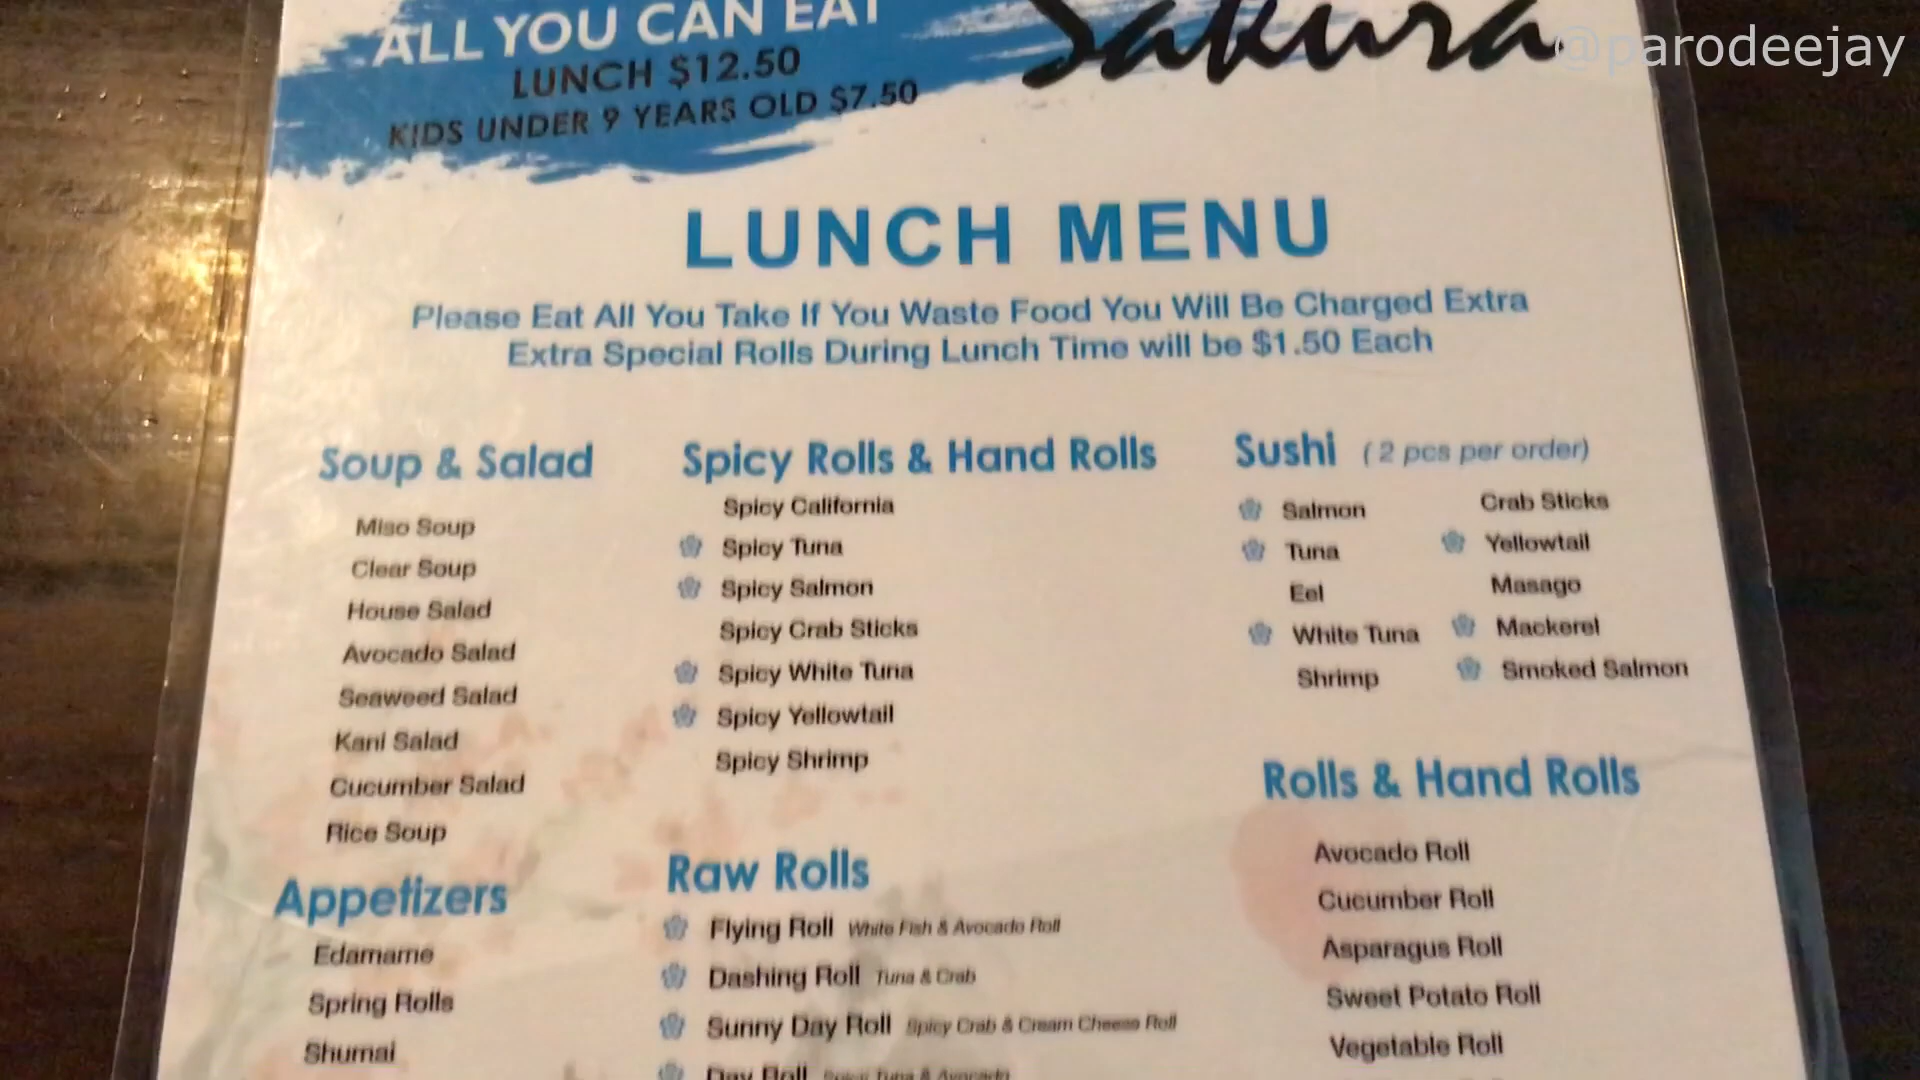 ALL YOU CAN EAT
LUNCH $12.50
KIDS UNDER 9 YEARS OLD $7.50
Sakura
@parodeejay
LUNCH MENU
Please Eat All You Take If You Waste Food You Will Be Charged Extra
Extra Special Rolls During Lunch Time will be $1.50 Each
Soup & Salad
Miso Soup
Clear Soup
House Salad
Avocado Salad
Seaweed Salad
Kani Salad
Cucumber Salad
Rice Soup
Appetizers
Edamame
Spring Rolls
Shumai
Spicy Rolls & Hand Rolls
Spicy California
Spicy Tuna
Spicy Salmon
Spicy Crab Sticks
Spicy White Tuna
Spicy Yellowtail
Spicy Shrimp
Raw Rolls
Flying Roll White Fish & Avocado Roll
Dashing Roll Tuna & Crab
Sunny Day Roll Spicy Crab & Cream Cheese Roll
Day Roll Spicy Tuna & Avocado
Sushi (2 pcs per order)
Salmon
Tuna
Eel
White Tuna
Shrimp
Crab Sticks
Yellowtail
Masago
Mackerel
Smoked Salmon
Rolls & Hand Rolls
Avocado Roll
Cucumber Roll
Asparagus Roll
Sweet Potato Roll
Vegetable Roll